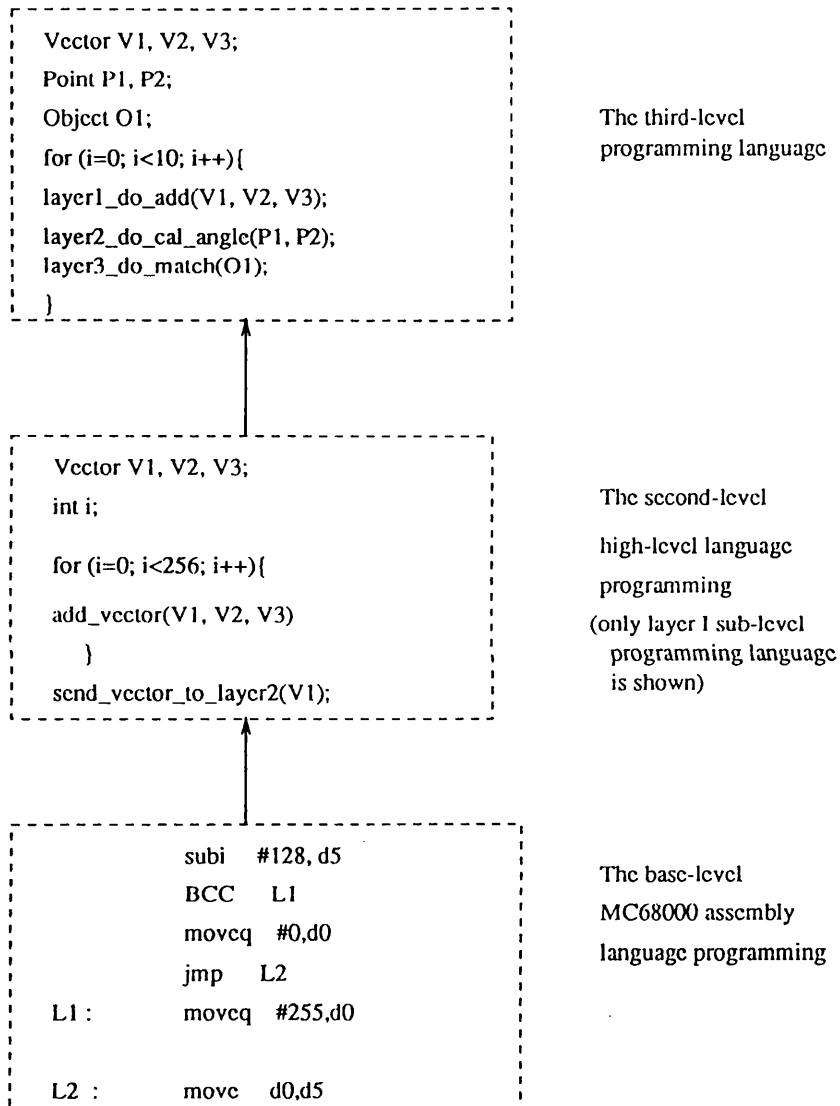 Vector V1, V2, V3;
Point P1, P2;
Object O1;
for (i=0; i<10; i++){
layer1_do_add(V1, V2, V3);
layer2_do_cal_angle(P1, P2);
layer3_do_match(O1);
}
The third-level
programming language
Vector V1, V2, V3;
int i;
for (i=0; i<256; i++){
add_vector(V1, V2, V3)
}
send_vector_to_layer2(V1);
The second-level
high-level language
programming
(only layer I sub-level
programming language
is shown)
subi #128, d5
BCC L1
moveq #0,d0
jmp L2
L1 : moveq #255,d0
L2 : move d0,d5
The base-level
MC68000 assembly
language programming